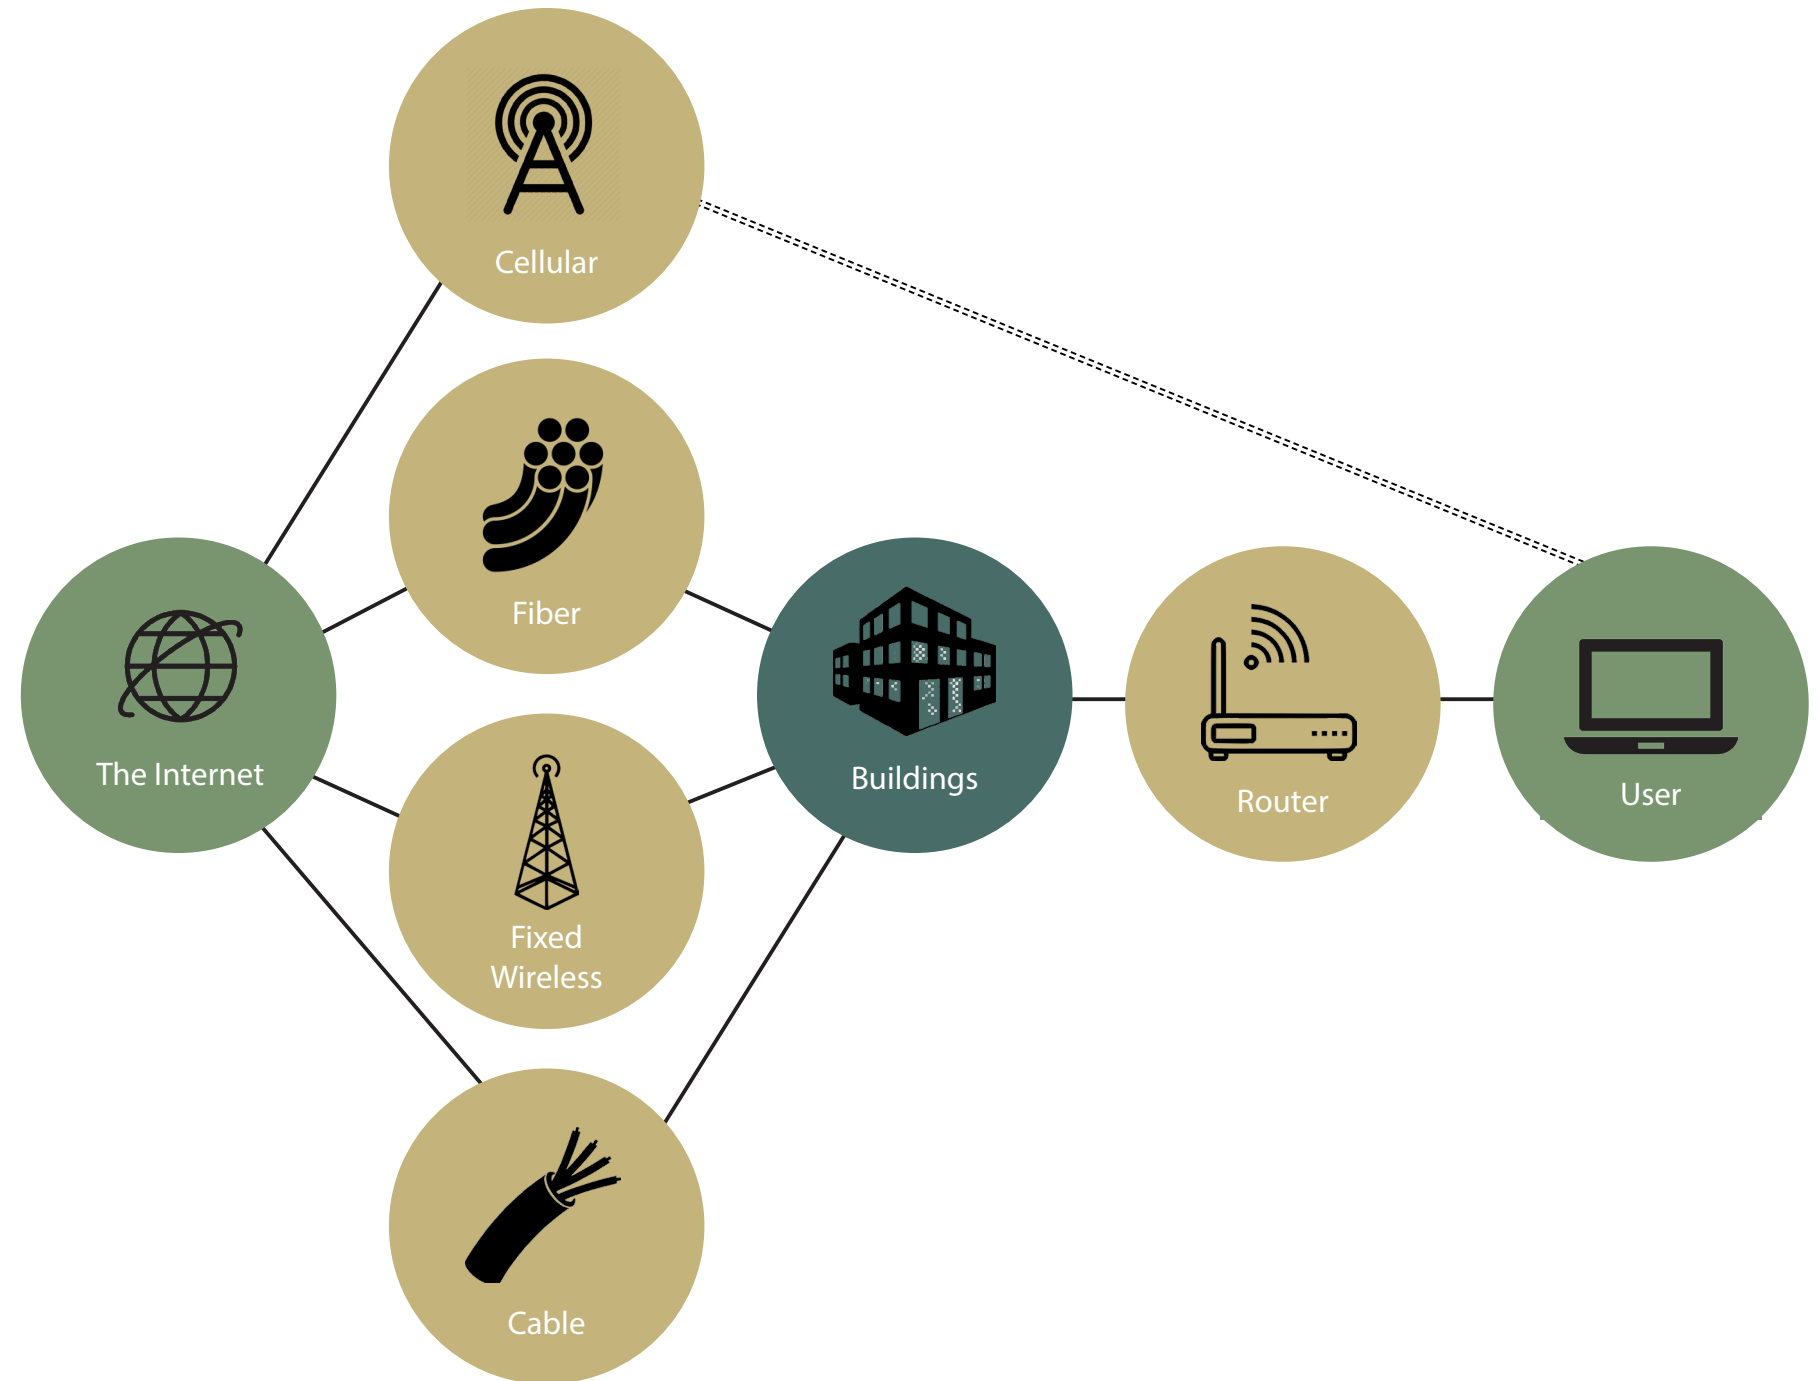 Cellular
Fiber
The Internet
Buildings
Router
User
Fixed
Wireless
Cable